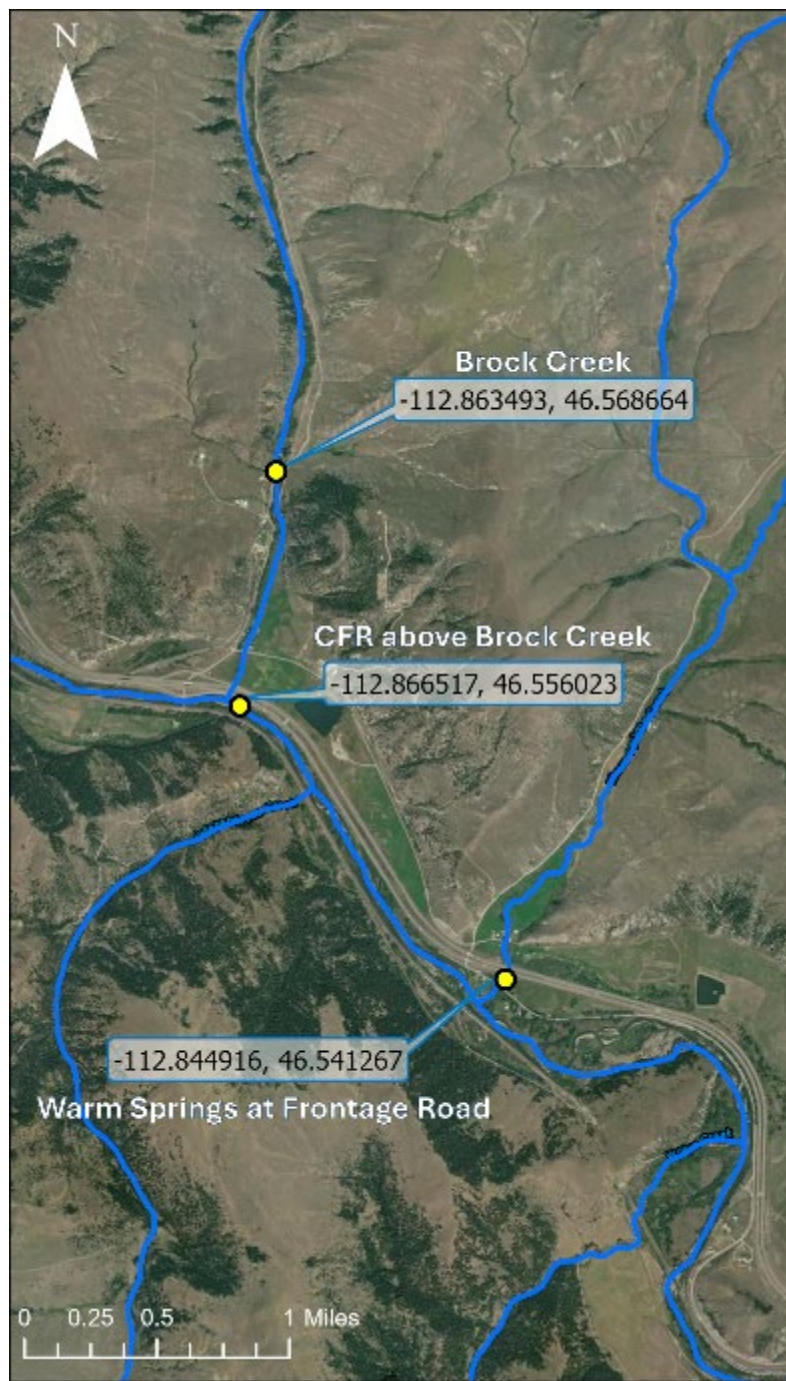 N
Brock Creek
-112.863493, 46.568664
CFR above Brock Creek
-112.866517, 46.556023
-112.844916, 46.541267
Warm Springs at Frontage Road
0 0.25 0.5 1 Miles